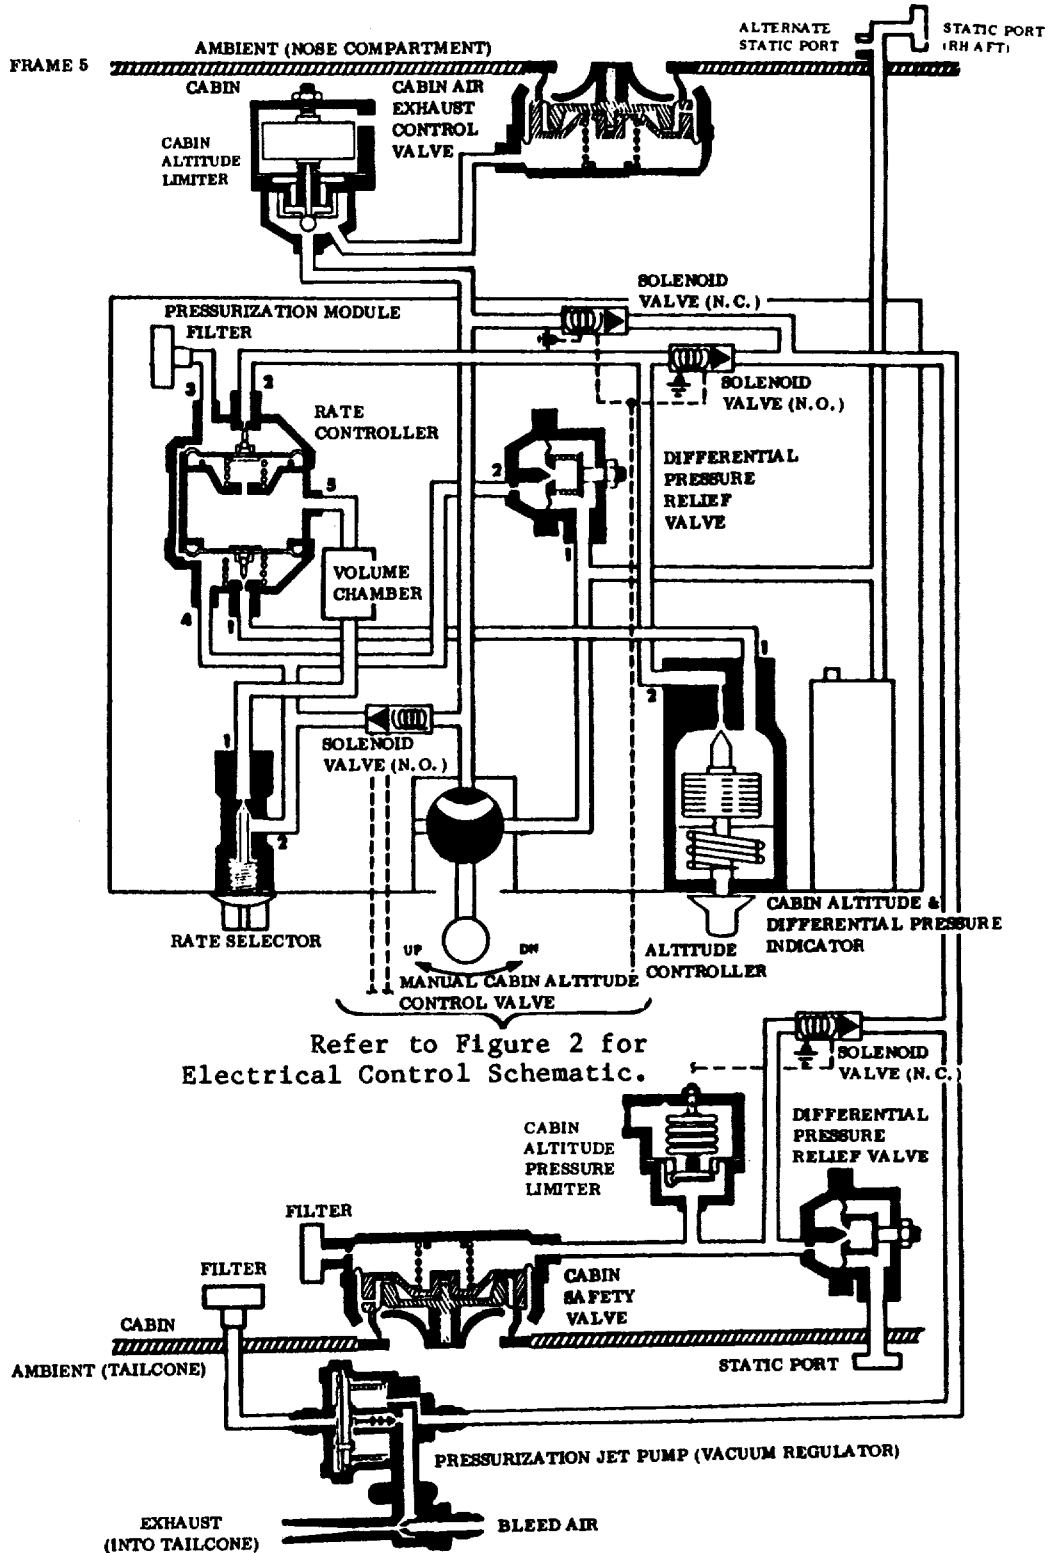 ALTERNATE
STATIC PORT
STATIC PORT
(RH AFT)
AMBIENT (NOSE COMPARTMENT)
FRAME 5
CABIN
CABIN AIR
EXHAUST
CONTROL
VALVE
CABIN
ALTITUDE
LIMITER
SOLENOID
VALVE (N.C.)
PRESSURIZATION MODULE
FILTER
3
2
SOLENOID
VALVE (N.O.)
RATE
CONTROLLER
DIFFERENTIAL
PRESSURE
RELIEF
VALVE
2
5
1
VOLUME
CHAMBER
4
1
1
2
1
SOLENOID
VALVE (N.O.)
2
RATE SELECTOR
UP
DN
CABIN ALTITUDE &
DIFFERENTIAL PRESSURE
INDICATOR
ALTITUDE
CONTROLLER
MANUAL CABIN ALTITUDE
CONTROL VALVE
Refer to Figure 2 for
Electrical Control Schematic.
SOLENOID
VALVE (N.C.)
DIFFERENTIAL
PRESSURE
RELIEF VALVE
CABIN
ALTITUDE
PRESSURE
LIMITER
FILTER
FILTER
CABIN
SAFETY
VALVE
CABIN
AMBIENT (TAILCONE)
STATIC PORT
PRESSURIZATION JET PUMP (VACUUM REGULATOR)
EXHAUST
(INTO TAILCONE)
BLEED AIR